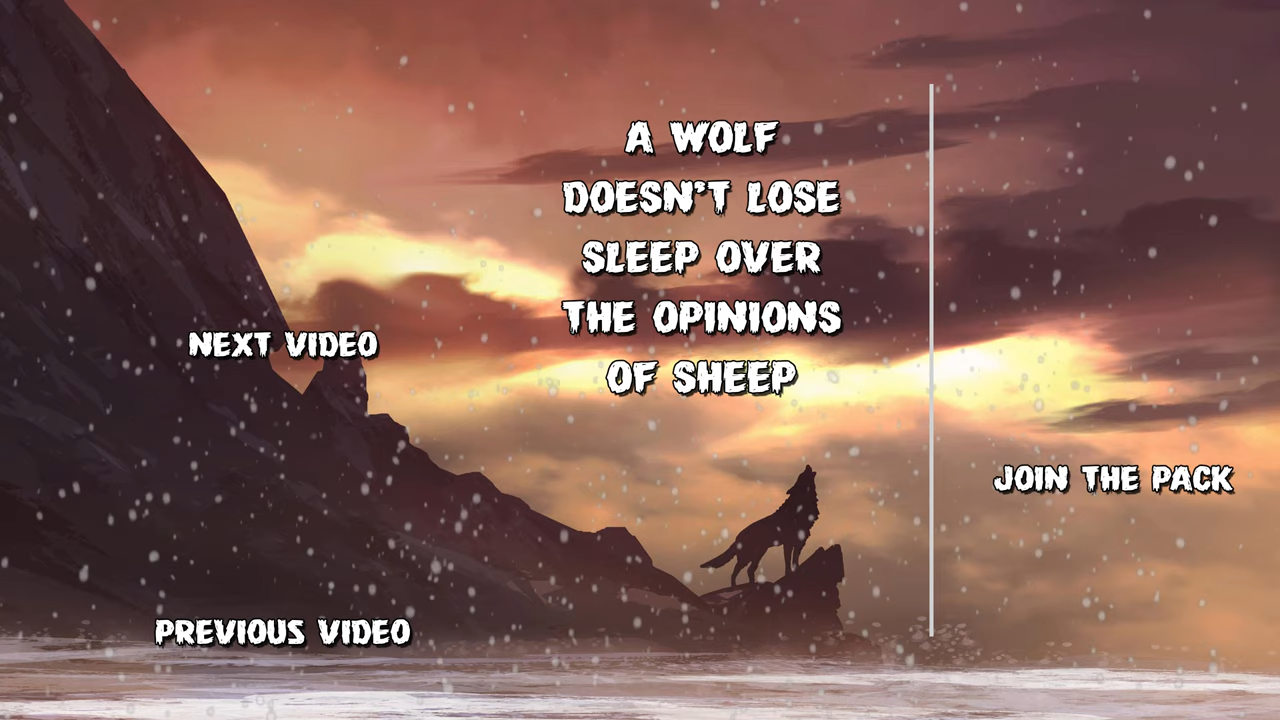 A WOLF
DOESN'T LOSE
SLEEP OVER
THE OPINIONS
OF SHEEP
NEXT VIDEO
PREVIOUS VIDEO
JOIN THE PACK